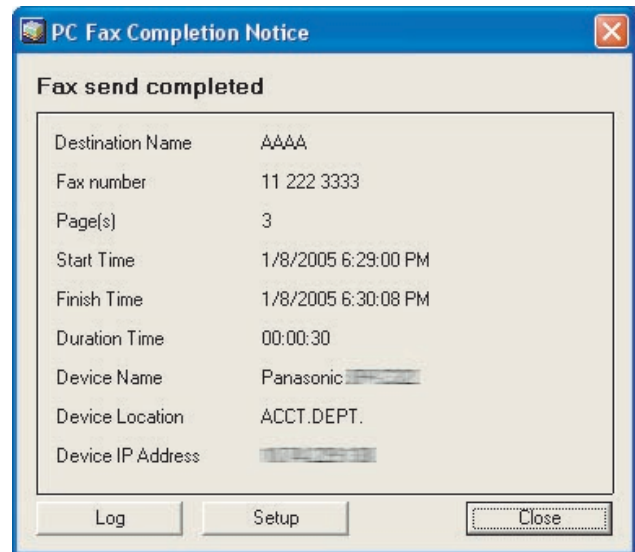 PC Fax Completion Notice
Fax send completed
Destination Name AAAA
Fax number 11 222 3333
Page(s) 3
Start Time 1/8/2005 6:29:00 PM
Finish Time 1/8/2005 6:30:08 PM
Duration Time 00:00:30
Device Name Panasonic
Device Location ACCT.DEPT.
Device IP Address
Log Setup Close